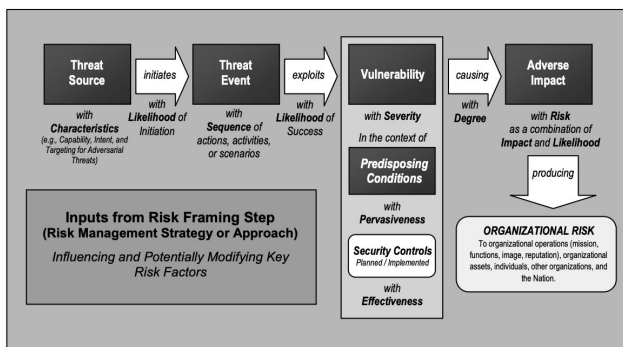 Threat
Source
with
Characteristics
(e.g., Capability, Intent, and
Targeting for Adversarial
Threats)
initiates
with
Likelihood of
Initiation
Threat
Event
with
Sequence of
actions, activities,
or scenarios
exploits
with
Likelihood of
Success
Vulnerability
with Severity
In the context of
Predisposing
Conditions
with
Pervasiveness
Security Controls
Planned / Implemented
with
Effectiveness
causing
with
Degree
Adverse
Impact
with Risk
as a combination of
Impact and Likelihood
producing
ORGANIZATIONAL RISK
To organizational operations (mission,
functions, image, reputation), organizational
assets, individuals, other organizations, and
the Nation.
Inputs from Risk Framing Step
(Risk Management Strategy or Approach)
Influencing and Potentially Modifying Key
Risk Factors